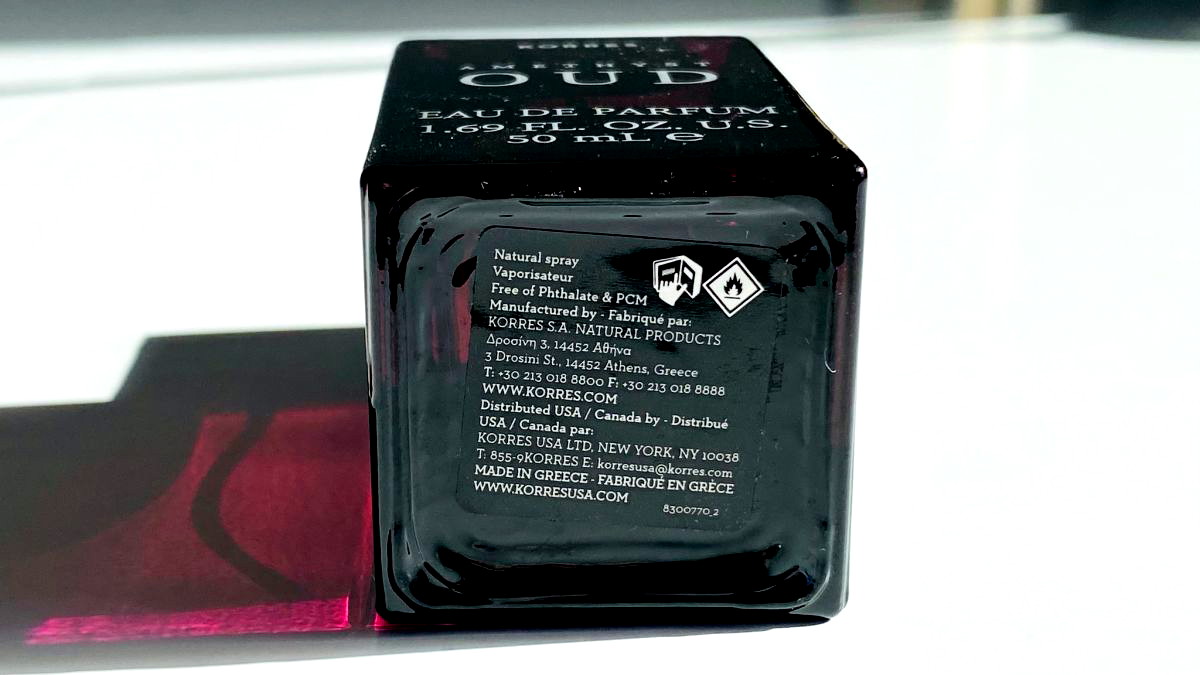 KORRES
AMETHYST
OUD
EAU DE PARFUM
1.69 FL. OZ. U.S.
50 mL ℮
Natural spray
Vaporisateur
Free of Phthalate & PCM
Manufactured by - Fabriqué par:
KORRES S.A. NATURAL PRODUCTS
Δροσίνη 3, 14452 Αθήνα
3 Drosini St., 14452 Athens, Greece
T: +30 213 018 8800 F: +30 213 018 8888
WWW.KORRES.COM
Distributed USA / Canada by - Distribué
USA / Canada par:
KORRES USA LTD, NEW YORK, NY 10038
T: 855-9KORRES E: korresusa@korres.com
MADE IN GREECE - FABRIQUÉ EN GRÈCE
WWW.KORRESUSA.COM
8300770_2